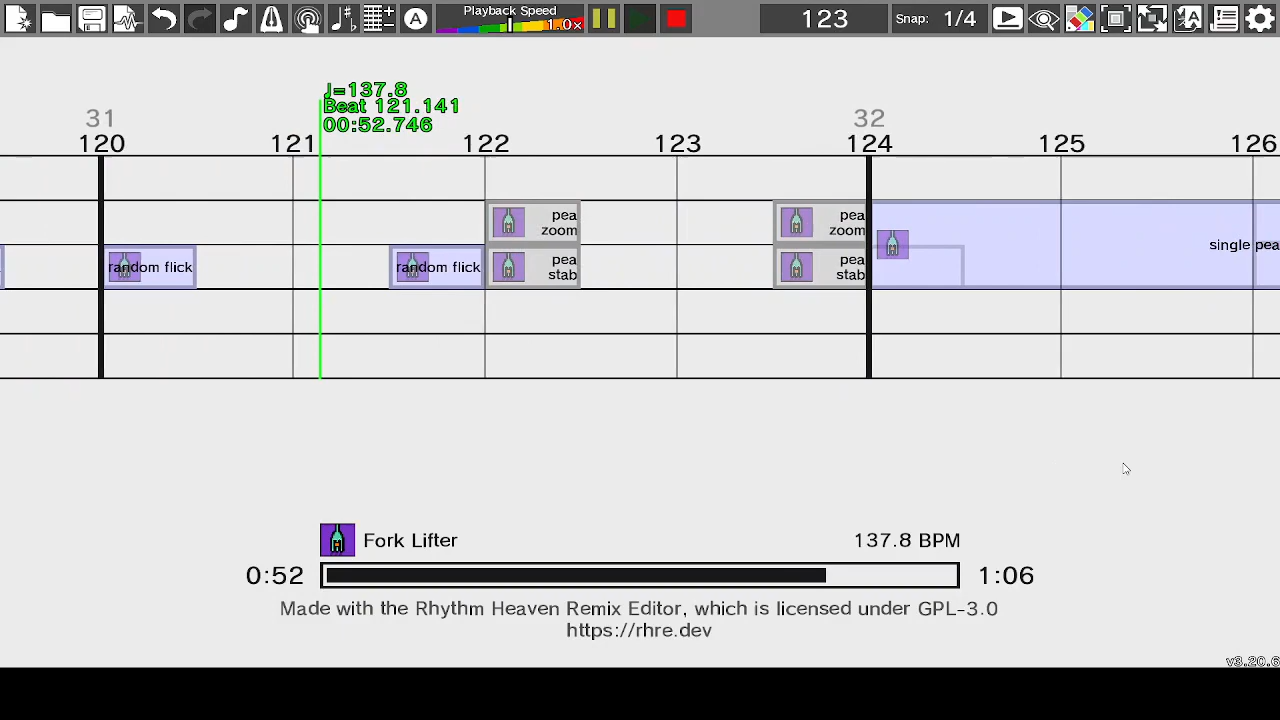 Playback Speed
1.0x
123
Snap: 1/4
♩=137.8
Beat 121.141
00:52.746
31
32
120
121
122
123
124
125
126
pea
zoom
pea
zoom
single pea
random flick
random flick
pea
stab
pea
stab
Fork Lifter
137.8 BPM
0:52
1:06
Made with the Rhythm Heaven Remix Editor, which is licensed under GPL-3.0
https://rhre.dev
v3.20.6